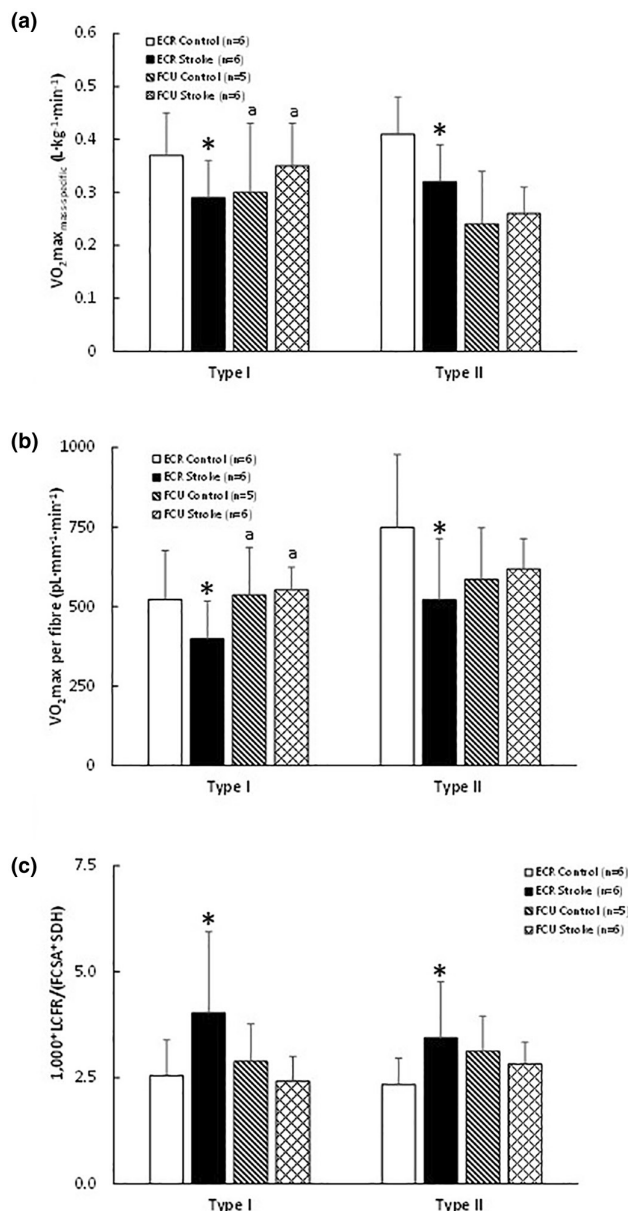 (a)
ECR Control (n=6)
ECR Stroke (n=6)
FCU Control (n=5)
FCU Stroke (n=6)
VO₂max mass-specific (L·kg⁻¹·min⁻¹)
0.6
0.5
0.4
0.3
0.2
0.1
0
*
a
a
*
Type I
Type II
(b)
ECR Control (n=6)
ECR Stroke (n=6)
FCU Control (n=5)
FCU Stroke (n=6)
VO₂max per fibre (pL·mm⁻¹·min⁻¹)
1000
750
500
250
0
*
a
a
*
Type I
Type II
(c)
ECR Control (n=6)
ECR Stroke (n=6)
FCU Control (n=5)
FCU Stroke (n=6)
1,000*LCFR/(FCSA*SDH)
7.5
5.0
2.5
0.0
*
*
Type I
Type II